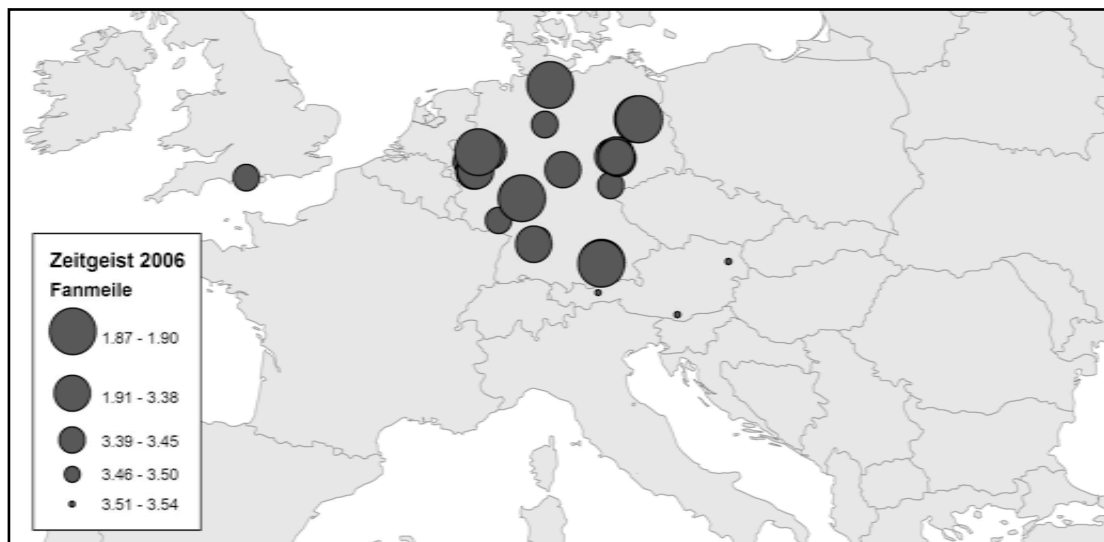 Zeitgeist 2006
Fanmeile
1.87 - 1.90
1.91 - 3.38
3.39 - 3.45
3.46 - 3.50
3.51 - 3.54